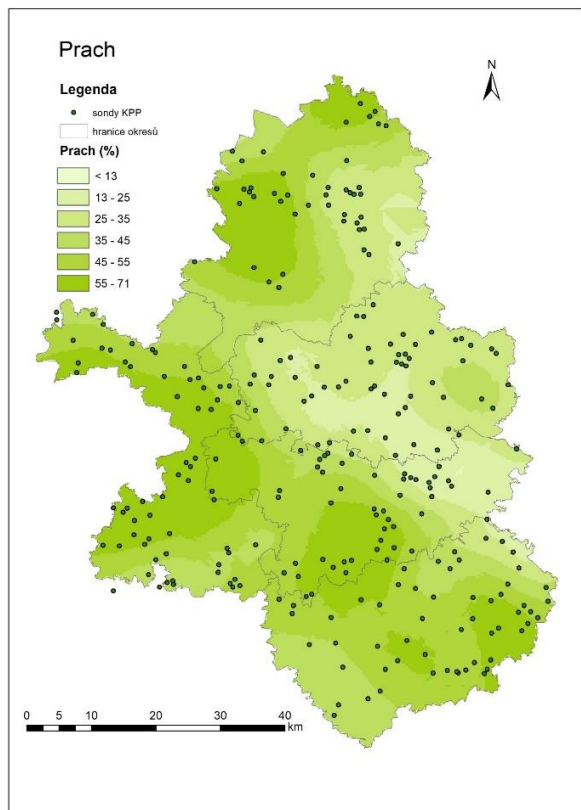 Prach
N
Legenda
sondy KPP
hranice okresů
Prach (%)
< 13
13 - 25
25 - 35
35 - 45
45 - 55
55 - 71
0 5 10 20 30 40
km